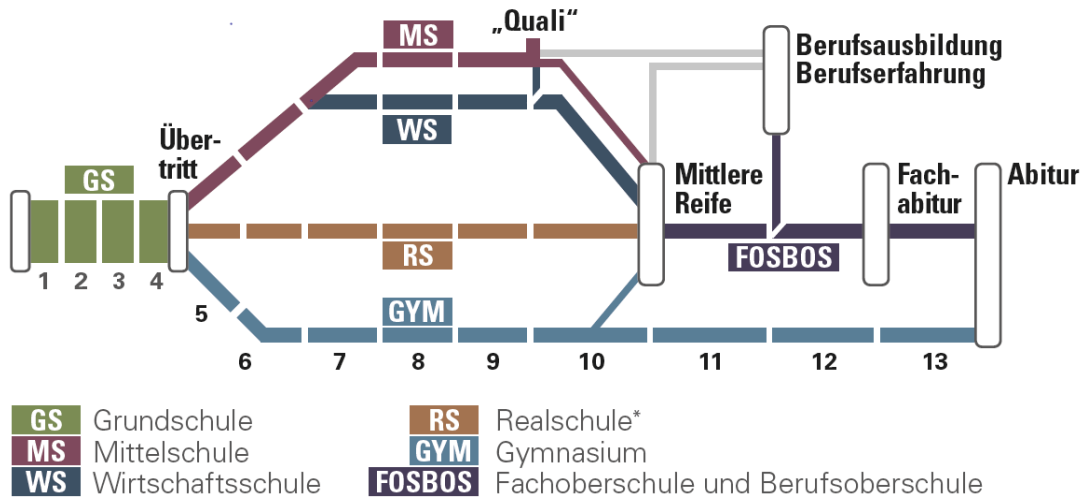 MS
„Quali“
Berufsausbildung
Berufserfahrung
WS
Über-
tritt
GS
Mittlere
Reife
Fach-
abitur
Abitur
RS
FOSBOS
1 2 3 4
GYM
5
6 7 8 9 10 11 12 13
GS Grundschule
MS Mittelschule
WS Wirtschaftsschule
RS Realschule*
GYM Gymnasium
FOSBOS Fachoberschule und Berufsoberschule